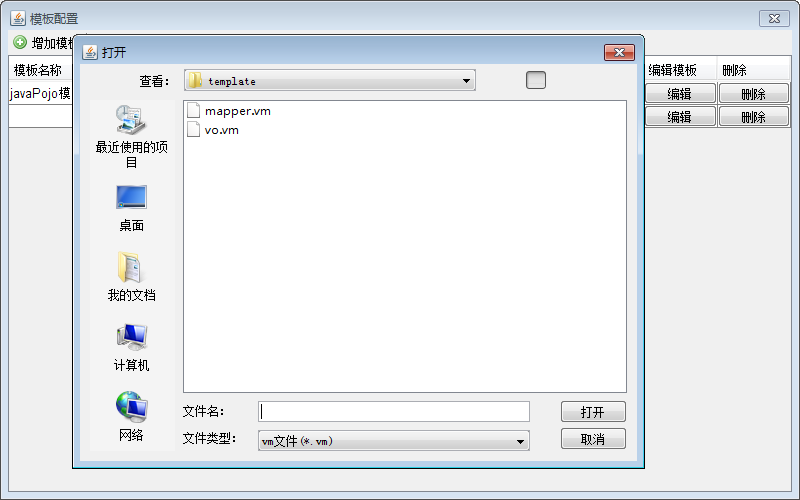 模板配置
增加模板
打开
模板名称
编辑模板
删除
javaPojo模
编辑
删除
编辑
删除
查看:
template
最近使用的项
目
桌面
我的文档
计算机
网络
mapper.vm
vo.vm
文件名:
打开
文件类型:
vm文件(*.vm)
取消